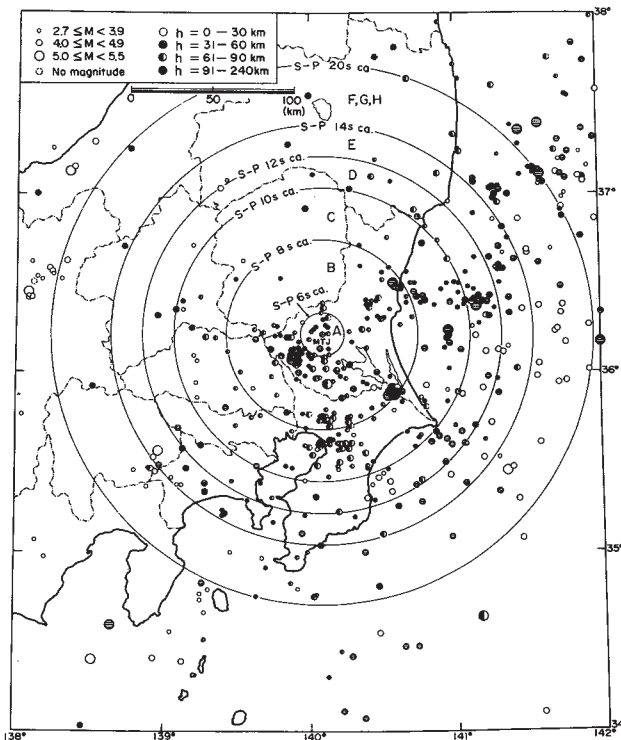 2.7 ≤ M < 3.9
4.0 ≤ M < 4.9
5.0 ≤ M < 5.5
No magnitude
h = 0 – 30 km
h = 31 – 60 km
h = 61 – 90 km
h = 91 – 240 km
0 50 100
(km)
38°
S-P 20s ca.
F,G,H
S-P 14s ca.
E
S-P 12s ca.
D
37°
S-P 10s ca.
C
S-P 8s ca.
B
S-P 6s ca.
A
MTJ
36°
35°
138° 139° 140° 141° 142° 34°